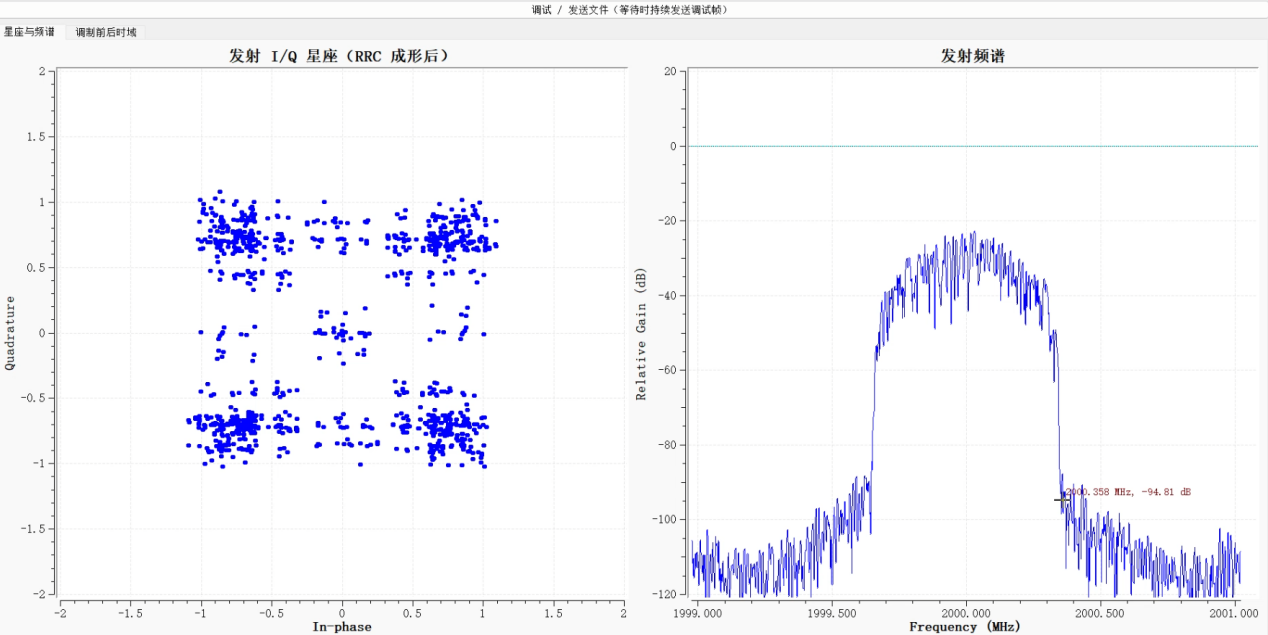 调试 / 发送文件（等待时持续发送调试帧）
星座与频谱 调制前后时域
发射 I/Q 星座（RRC 成形后）
2
1.5
1
0.5
0
-0.5
-1
-1.5
-2
Quadrature
-2 -1.5 -1 -0.5 0 0.5 1 1.5 2
In-phase
发射频谱
20
0
-20
-40
-60
-80
-100
-120
Relative Gain (dB)
2000.358 MHz, -94.81 dB
1999.000 1999.500 2000.000 2000.500 2001.000
Frequency (MHz)